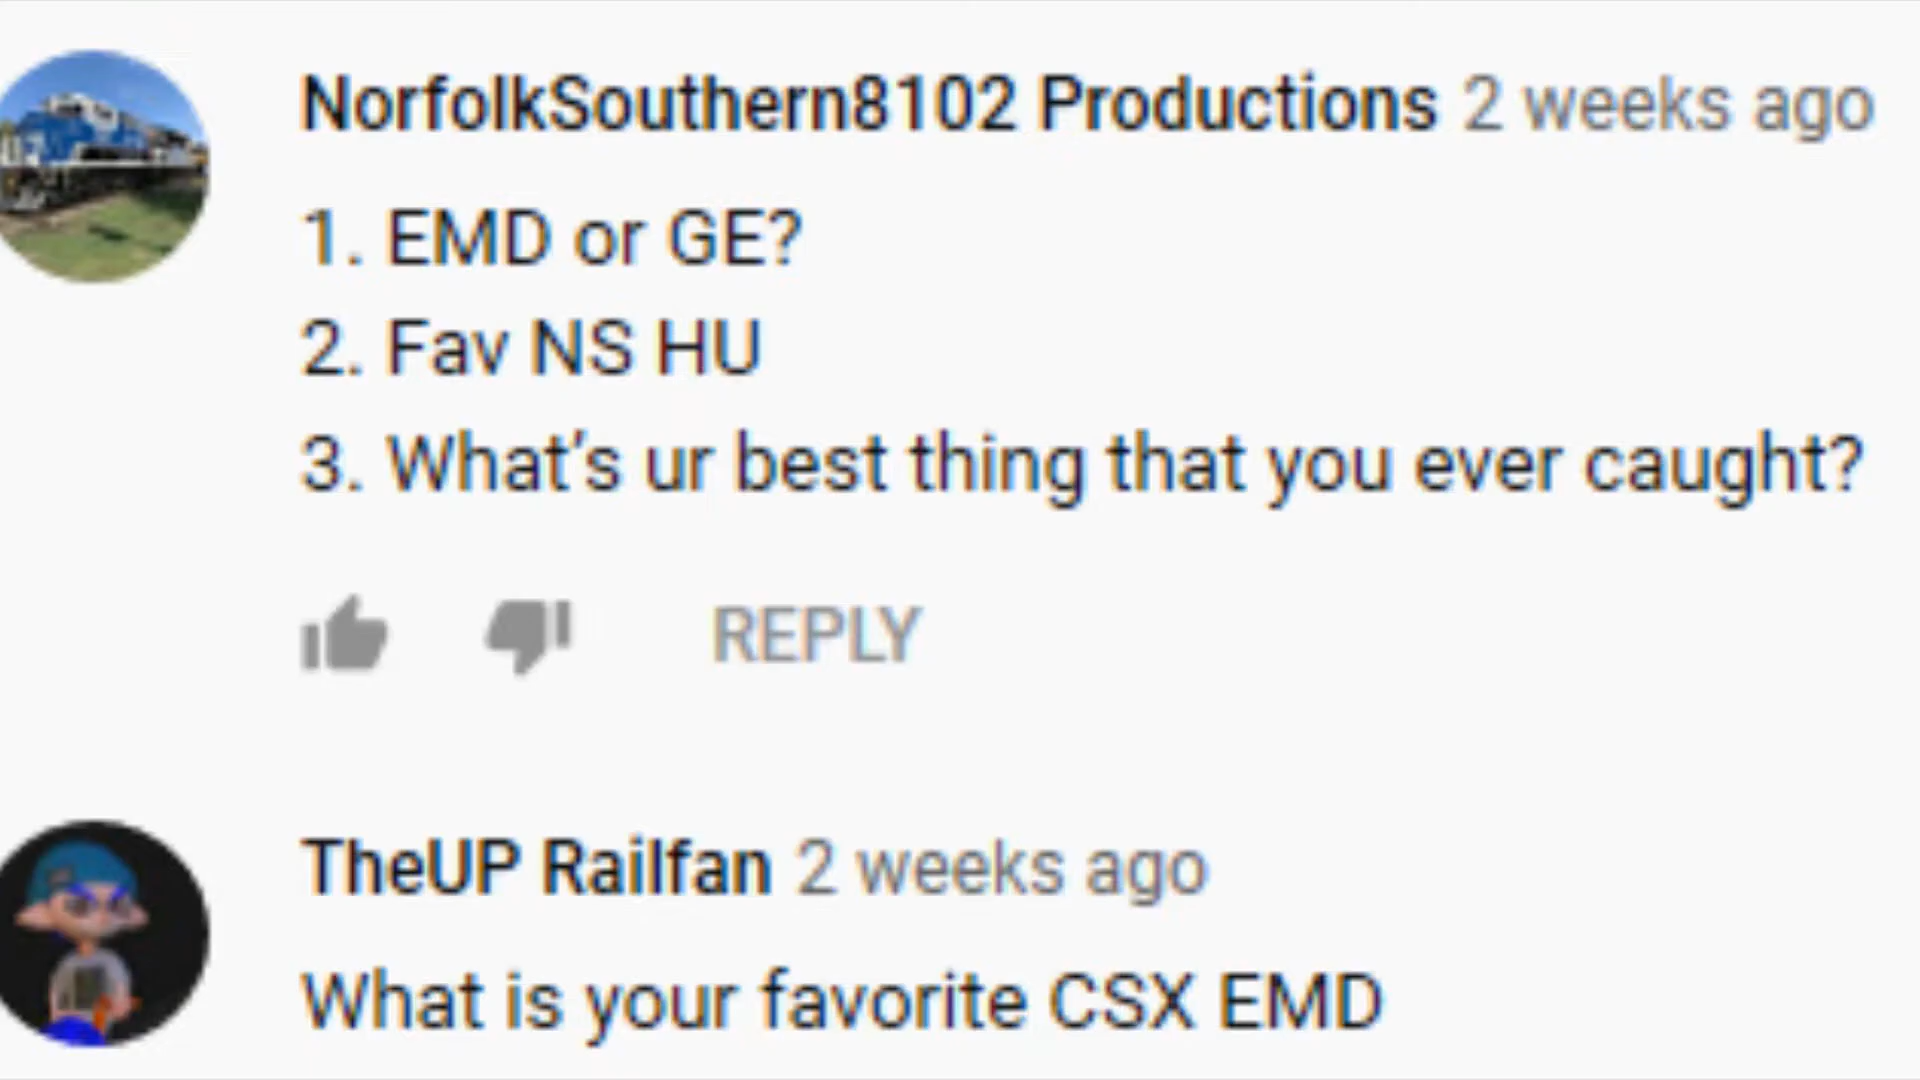 NorfolkSouthern8102 Productions 2 weeks ago
1. EMD or GE?
2. Fav NS HU
3. What's ur best thing that you ever caught?
REPLY
TheUP Railfan 2 weeks ago
What is your favorite CSX EMD